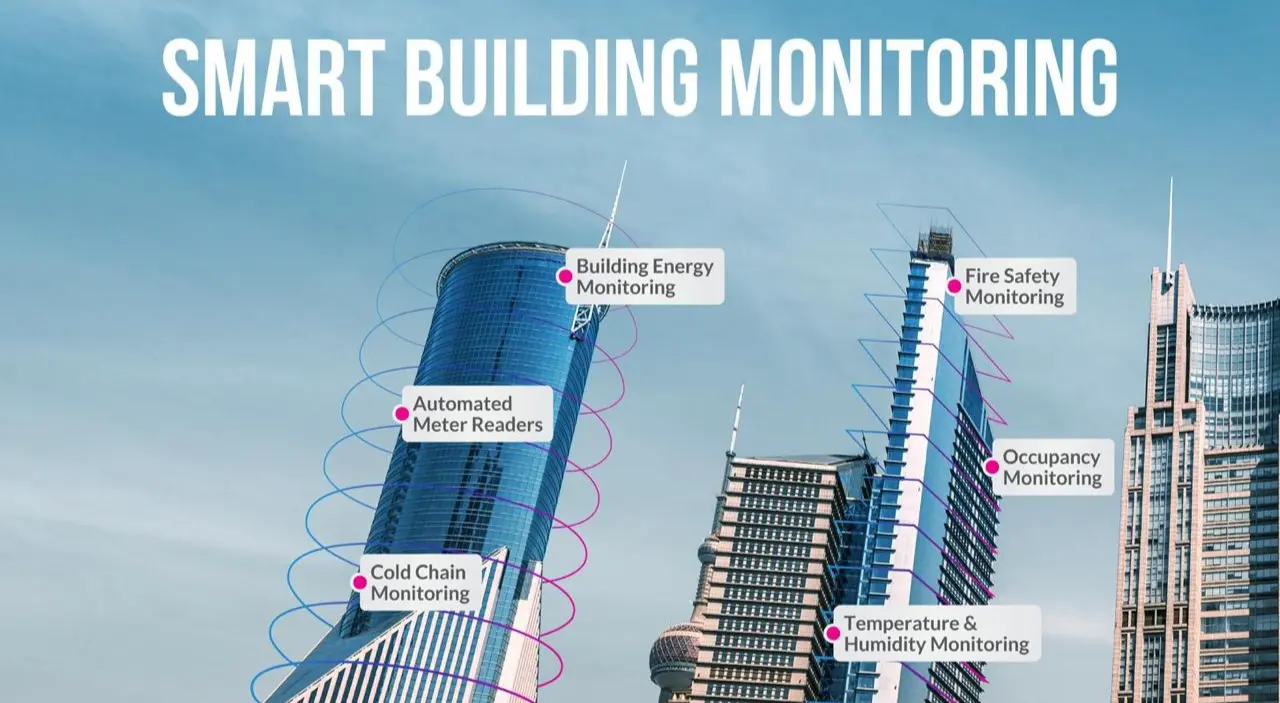 SMART BUILDING MONITORING
Building Energy
Monitoring
Fire Safety
Monitoring
Automated
Meter Readers
Occupancy
Monitoring
Cold Chain
Monitoring
Temperature &
Humidity Monitoring